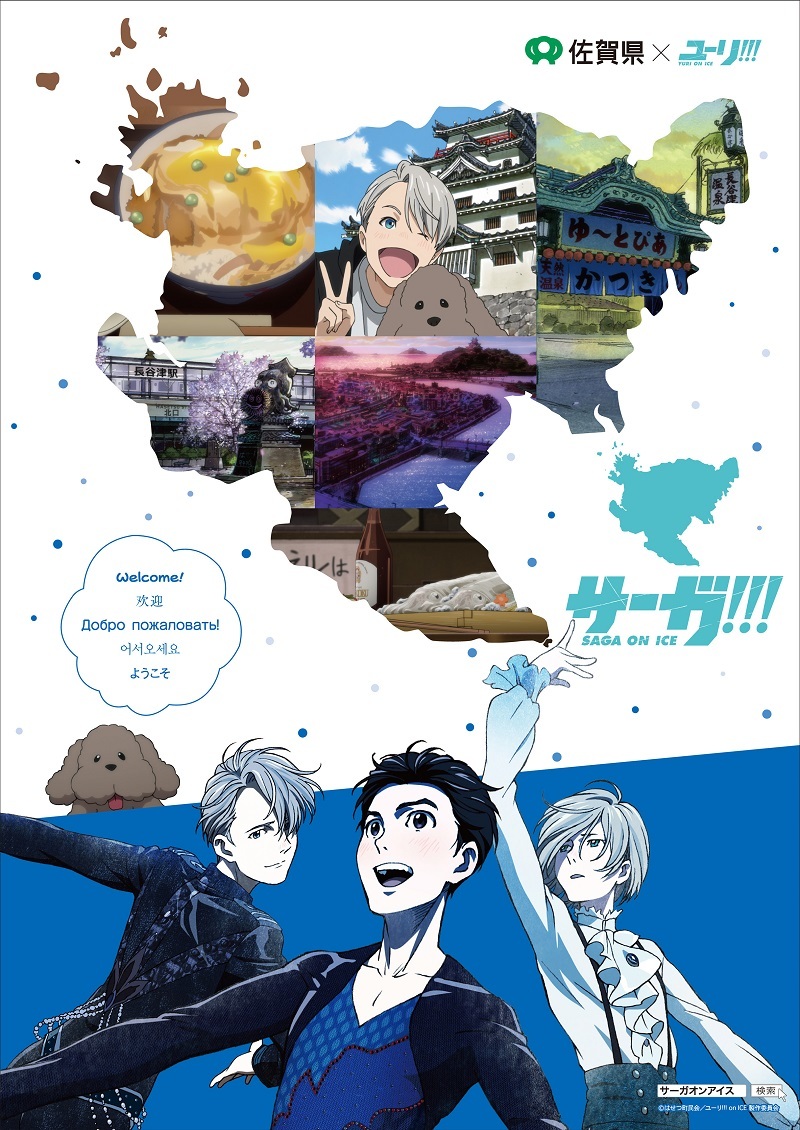 佐賀県×ユーリ!!!
YURI ON ICE
長谷津温泉
ゆ〜とぴあ
天然温泉
かつき
長谷津駅
北口
ルは
Welcome!
欢迎
Добро пожаловать!
어서오세요
ようこそ
サーガ!!!
SAGA ON ICE
サーガオンアイス 検索
©はせつ町民会／ユーリ!!! on ICE 製作委員会